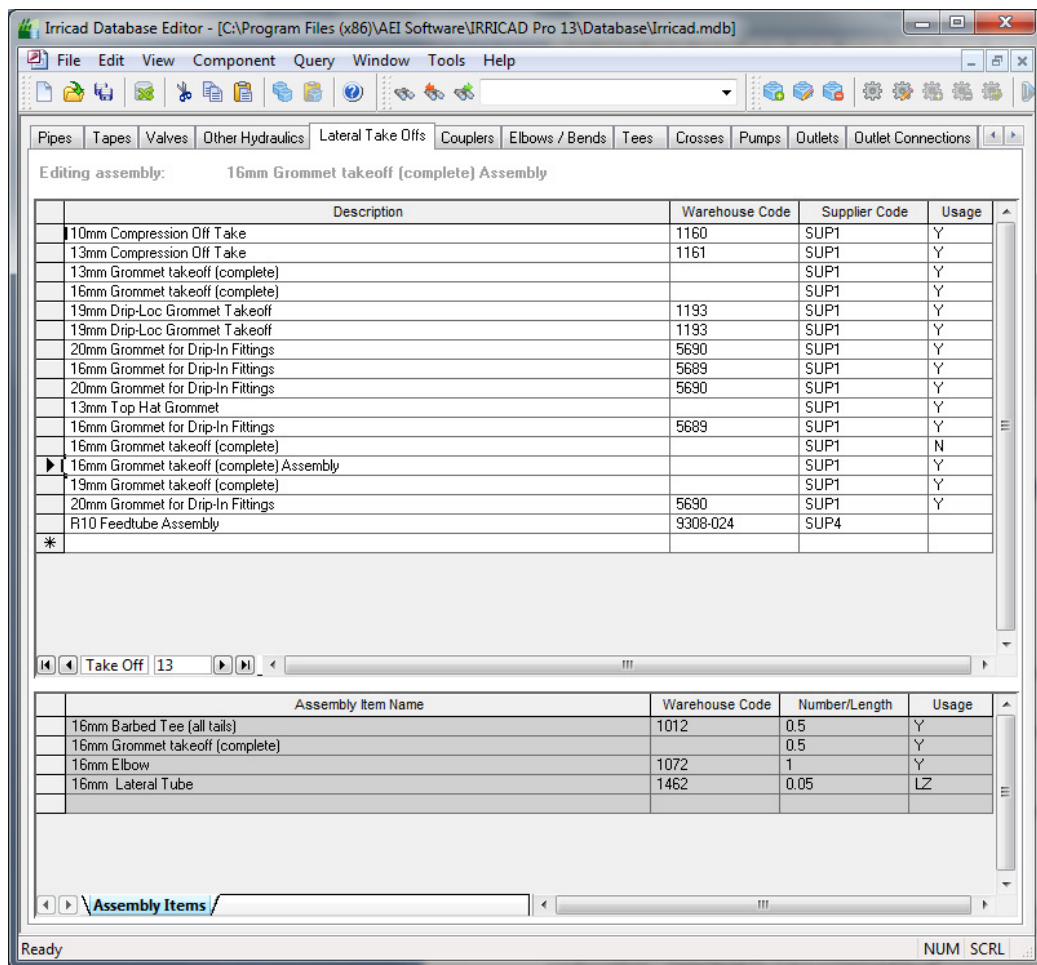 Irricad Database Editor - [C:\Program Files (x86)\AEI Software\IRRICAD Pro 13\Database\Irricad.mdb]
File Edit View Component Query Window Tools Help
Pipes Tapes Valves Other Hydraulics Lateral Take Offs Couplers Elbows / Bends Tees Crosses Pumps Outlets Outlet Connections
Editing assembly: 16mm Grommet takeoff (complete) Assembly
Description Warehouse Code Supplier Code Usage
10mm Compression Off Take 1160 SUP1 Y
13mm Compression Off Take 1161 SUP1 Y
13mm Grommet takeoff (complete) SUP1 Y
16mm Grommet takeoff (complete) SUP1 Y
19mm Drip-Loc Grommet Takeoff 1193 SUP1 Y
19mm Drip-Loc Grommet Takeoff 1193 SUP1 Y
20mm Grommet for Drip-In Fittings 5690 SUP1 Y
16mm Grommet for Drip-In Fittings 5689 SUP1 Y
20mm Grommet for Drip-In Fittings 5690 SUP1 Y
13mm Top Hat Grommet SUP1 Y
16mm Grommet for Drip-In Fittings 5689 SUP1 Y
16mm Grommet takeoff (complete) SUP1 N
16mm Grommet takeoff (complete) Assembly SUP1 Y
19mm Grommet takeoff (complete) SUP1 Y
20mm Grommet for Drip-In Fittings 5690 SUP1 Y
R10 Feedtube Assembly 9308-024 SUP4
Take Off 13
Assembly Item Name Warehouse Code Number/Length Usage
16mm Barbed Tee (all tails) 1012 0.5 Y
16mm Grommet takeoff (complete) 0.5 Y
16mm Elbow 1072 1 Y
16mm Lateral Tube 1462 0.05 LZ
Assembly Items
Ready NUM SCRL